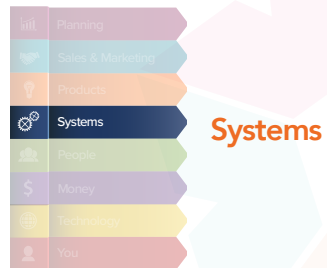 Planning
Sales & Marketing
Products
Systems
Systems
People
$ Money
Technology
You